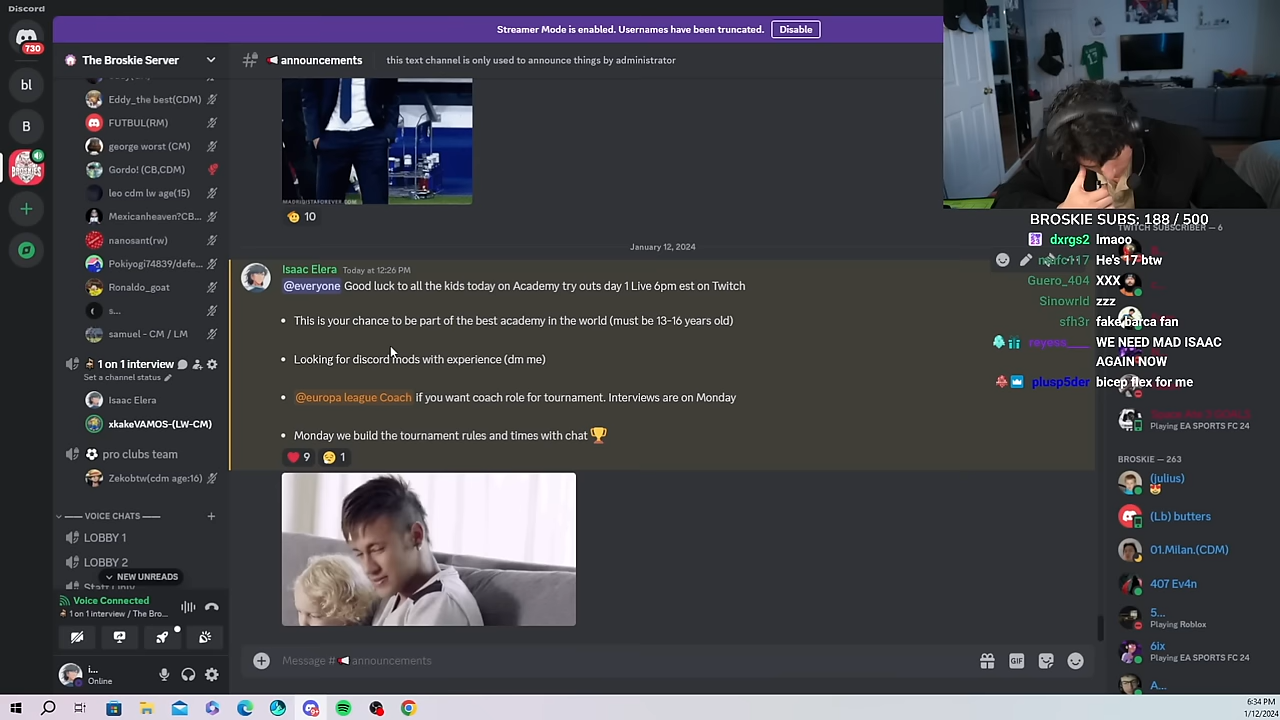 Discord
Streamer Mode is enabled. Usernames have been truncated.
Disable
730
bl
B
The Broskie Server
Eddy_the best(CDM)
FUTBUL(RM)
george worst (CM)
Gordo! (CB,CDM)
leo cdm lw age(15)
Mexicanheaven?CB...
nanosant(rw)
Pokiyogi74839/defe...
Ronaldo_goat
s...
samuel - CM / LM
1 on 1 interview
Set a channel status
Isaac Elera
xkakeVAMOS-(LW-CM)
pro clubs team
Zekobtw(cdm age:16)
VOICE CHATS
LOBBY 1
LOBBY 2
NEW UNREADS
Voice Connected
1 on 1 interview / The Bro...
i...
Online
announcements
this text channel is only used to announce things by administrator
MADRIDISTAFOREVER.COM
10
January 12, 2024
Isaac Elera Today at 12:26 PM
@everyone Good luck to all the kids today on Academy try outs day 1 Live 6pm est on Twitch
• This is your chance to be part of the best academy in the world (must be 13-16 years old)
• Looking for discord mods with experience (dm me)
• @europa league Coach if you want coach role for tournament. Interviews are on Monday
• Monday we build the tournament rules and times with chat
9
1
Message # announcements
GIF
BROSKIE SUBS: 188 / 500
TWITCH SUBSCRIBER — 6
dxrgs2 lmaoo
He's 17 btw
Guero_404 XXX
Sinowrld zzz
sfh3r fake barca fan
reyess____ WE NEED MAD ISAAC
AGAIN NOW
plusp5der bicep flex for me
Playing EA SPORTS FC 24
BROSKIE — 263
(julius)
(Lb) butters
01.Milan.(CDM)
407 Ev4n
5...
Playing Roblox
6ix
Playing EA SPORTS FC 24
A...
6:34 PM
1/12/2024